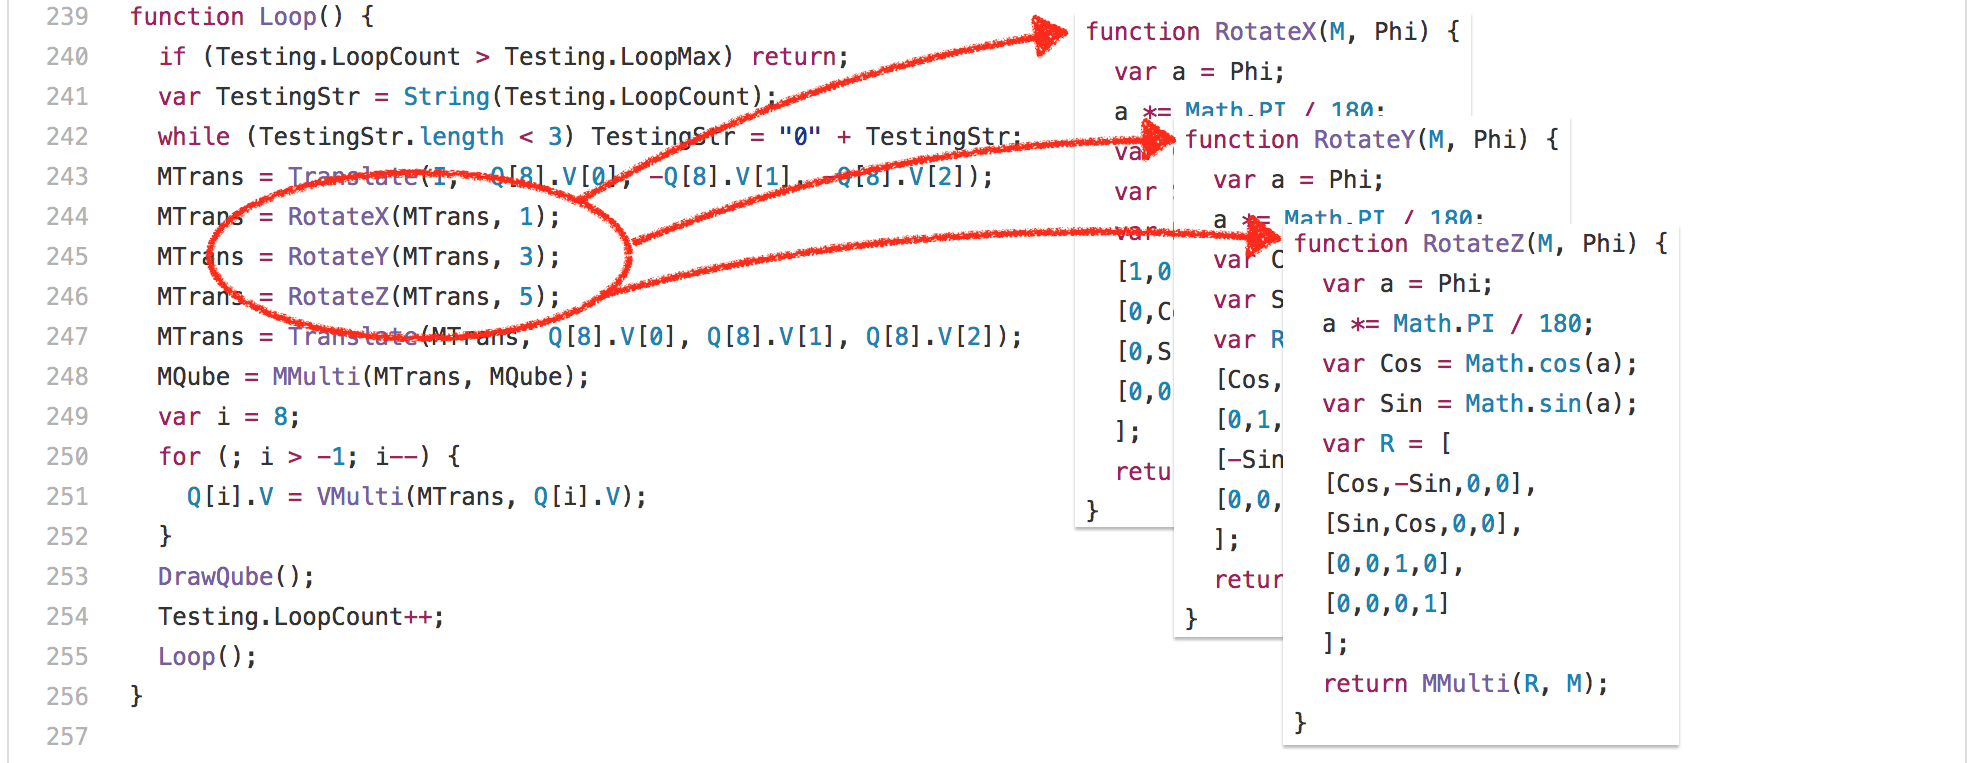 239 function Loop() {
240 if (Testing.LoopCount > Testing.LoopMax) return;
241 var TestingStr = String(Testing.LoopCount);
242 while (TestingStr.length < 3) TestingStr = "0" + TestingStr;
243 MTrans = Translate(I, -Q[8].V[0], -Q[8].V[1], -Q[8].V[2]);
244 MTrans = RotateX(MTrans, 1);
245 MTrans = RotateY(MTrans, 3);
246 MTrans = RotateZ(MTrans, 5);
247 MTrans = Translate(MTrans, Q[8].V[0], Q[8].V[1], Q[8].V[2]);
248 MQube = MMulti(MTrans, MQube);
249 var i = 8;
250 for (; i > -1; i--) {
251 Q[i].V = VMulti(MTrans, Q[i].V);
252 }
253 DrawQube();
254 Testing.LoopCount++;
255 Loop();
256 }
257
function RotateX(M, Phi) {
var a = Phi;
a *= Math.PI / 180;
var
var
var
[1,0
[0,C
[0,S
[0,0
];
retu
}
function RotateY(M, Phi) {
var a = Phi;
a *= Math.PI / 180;
var C
var S
var R
[Cos,
[0,1,
[-Sin
[0,0,
];
retur
}
function RotateZ(M, Phi) {
var a = Phi;
a *= Math.PI / 180;
var Cos = Math.cos(a);
var Sin = Math.sin(a);
var R = [
[Cos,-Sin,0,0],
[Sin,Cos,0,0],
[0,0,1,0],
[0,0,0,1]
];
return MMulti(R, M);
}